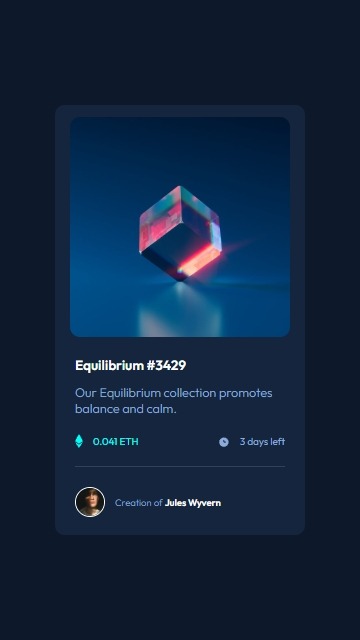 Equilibrium #3429
Our Equilibrium collection promotes
balance and calm.
0.041 ETH
3 days left
Creation of Jules Wyvern